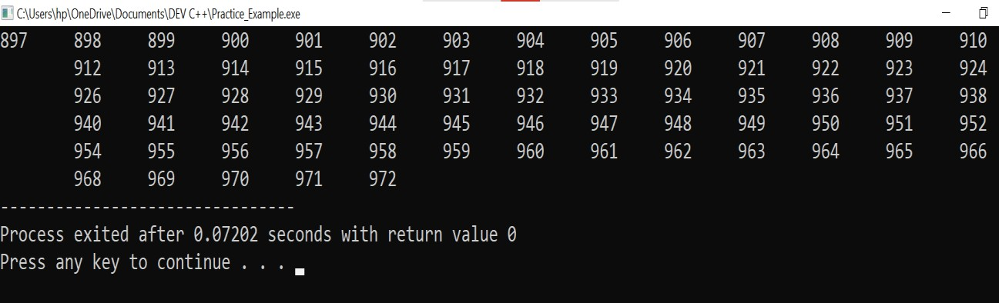 C:\Users\hp\OneDrive\Documents\DEV C++\Practice_Example.exe
897 898 899 900 901 902 903 904 905 906 907 908 909 910
912 913 914 915 916 917 918 919 920 921 922 923 924
926 927 928 929 930 931 932 933 934 935 936 937 938
940 941 942 943 944 945 946 947 948 949 950 951 952
954 955 956 957 958 959 960 961 962 963 964 965 966
968 969 970 971 972
--------------------------------
Process exited after 0.07202 seconds with return value 0
Press any key to continue . . .